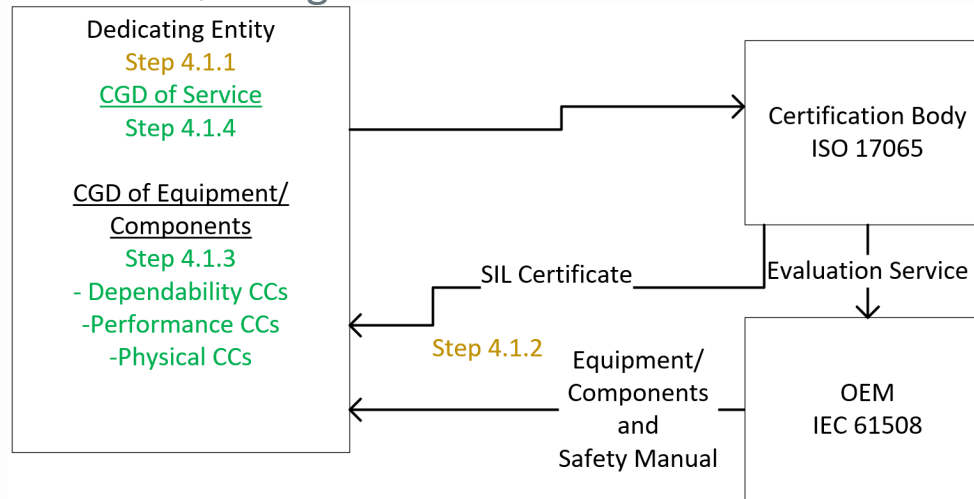 Dedicating Entity
Step 4.1.1
CGD of Service
Step 4.1.4
CGD of Equipment/
Components
Step 4.1.3
- Dependability CCs
-Performance CCs
-Physical CCs
Certification Body
ISO 17065
SIL Certificate
Evaluation Service
Step 4.1.2
Equipment/
Components
and
Safety Manual
OEM
IEC 61508